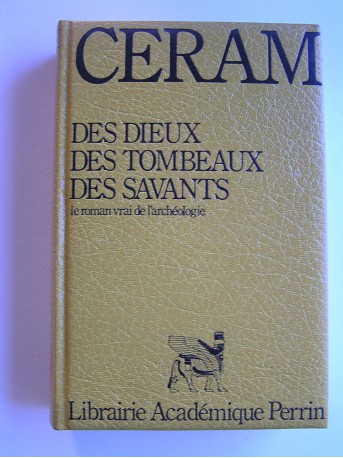 CERAM
DES DIEUX
DES TOMBEAUX
DES SAVANTS
le roman vrai de l'archéologie
Librairie Académique Perrin